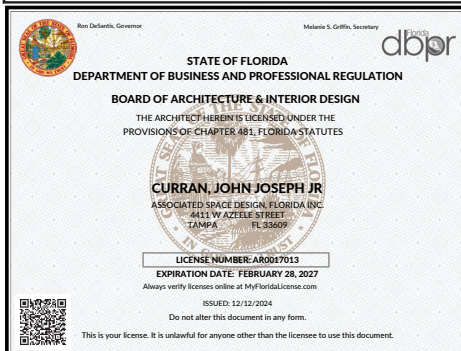 Ron DeSantis, Governor
Melanie S. Griffin, Secretary
Florida
dbpr
STATE OF FLORIDA
DEPARTMENT OF BUSINESS AND PROFESSIONAL REGULATION
BOARD OF ARCHITECTURE & INTERIOR DESIGN
THE ARCHITECT HEREIN IS LICENSED UNDER THE
PROVISIONS OF CHAPTER 481, FLORIDA STATUTES
CURRAN, JOHN JOSEPH JR
ASSOCIATED SPACE DESIGN, FLORIDA INC.
4411 W AZEELE STREET
TAMPA FL 33609
LICENSE NUMBER: AR0017013
EXPIRATION DATE: FEBRUARY 28, 2027
Always verify licenses online at MyFloridaLicense.com
ISSUED: 12/12/2024
Do not alter this document in any form.
This is your license. It is unlawful for anyone other than the licensee to use this document.